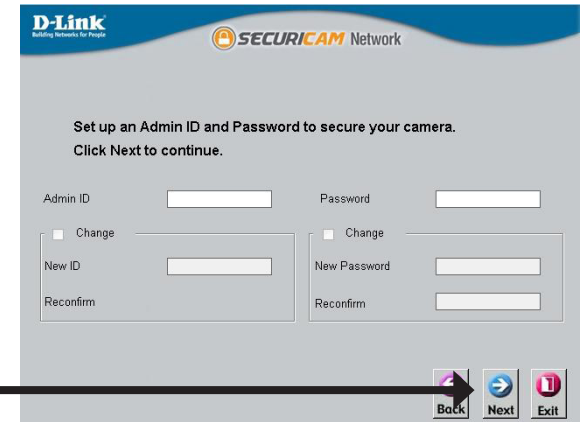 D-Link
Building Networks for People
SECURICAM Network
Set up an Admin ID and Password to secure your camera.
Click Next to continue.
Admin ID
Password
Change
Change
New ID
New Password
Reconfirm
Reconfirm
Back
Next
Exit